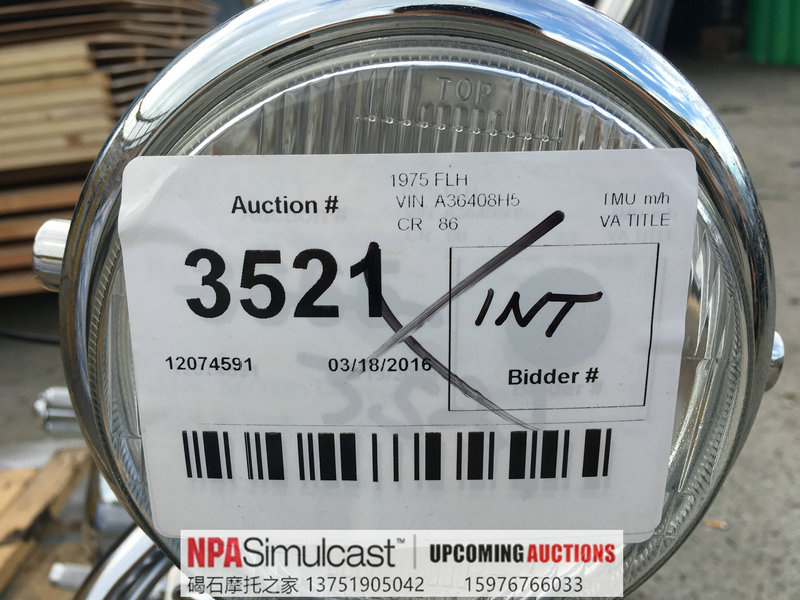 TOP
1975 FLH
Auction # VIN A36408H5 TMU m/h
CR 86 VA TITLE
3521
INT
12074591 03/18/2016
Bidder #
NPASimulcast™ | UPCOMING AUCTIONS
碣石摩托之家 13751905042 15976766033